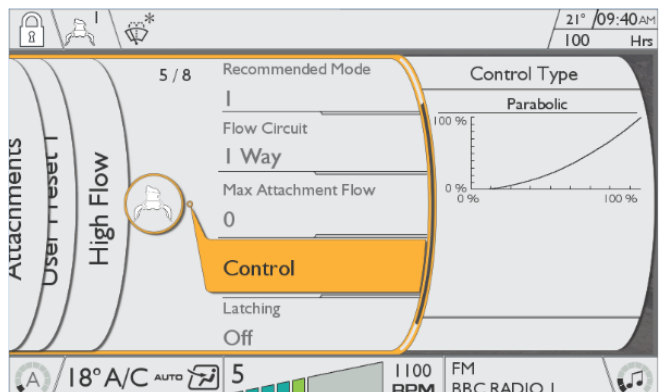 1
*
21° 09:40AM
100 Hrs
Attachments
User Preset 1
High Flow
5 / 8
Recommended Mode
1
Flow Circuit
1 Way
Max Attachment Flow
0
Control
Latching
Off
Control Type
Parabolic
100 %
0 %
0 % 100 %
A
18° A/C AUTO
5
1100
RPM
FM
BBC RADIO 1